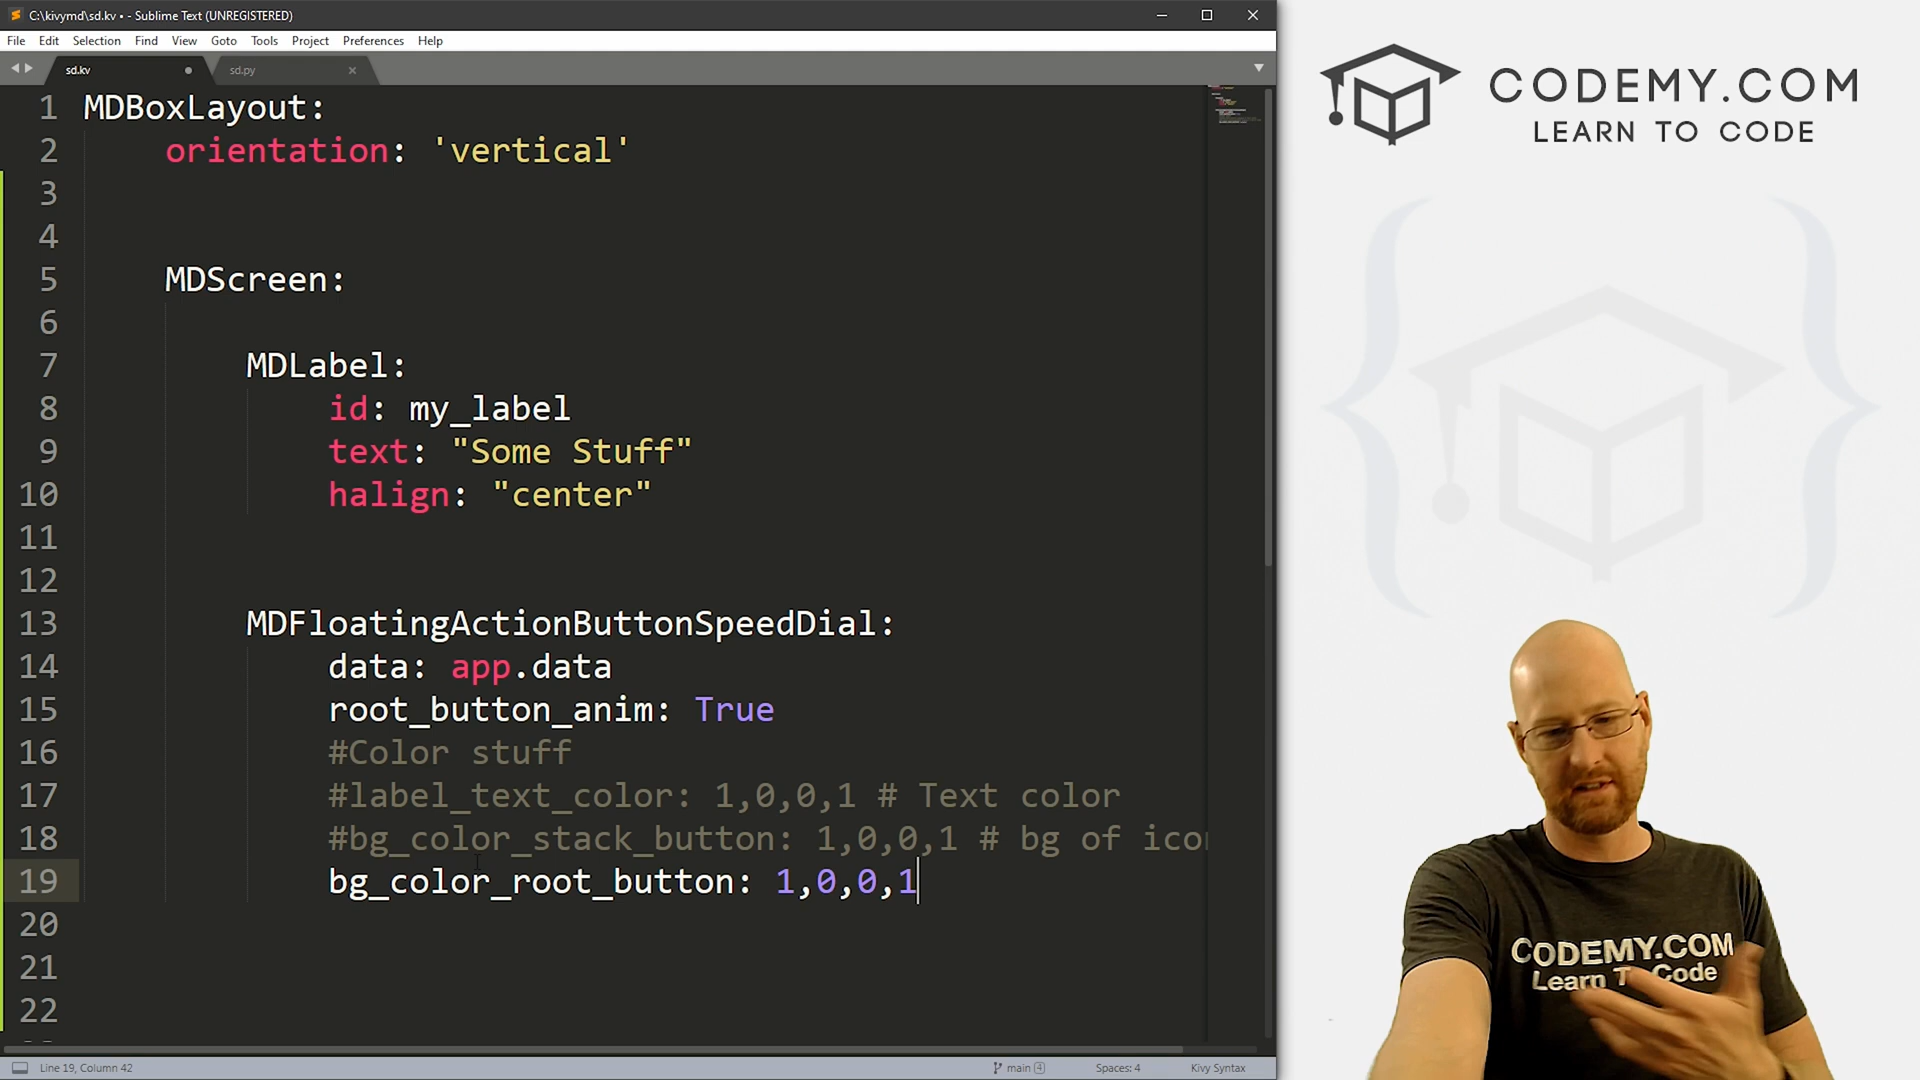 C:\kivymd\sd.kv • - Sublime Text (UNREGISTERED)
File Edit Selection Find View Goto Tools Project Preferences Help
sd.kv sd.py
1 MDBoxLayout:
2 orientation: 'vertical'
3
4
5 MDScreen:
6
7 MDLabel:
8 id: my_label
9 text: "Some Stuff"
10 halign: "center"
11
12
13 MDFloatingActionButtonSpeedDial:
14 data: app.data
15 root_button_anim: True
16 #Color stuff
17 #label_text_color: 1,0,0,1 # Text color
18 #bg_color_stack_button: 1,0,0,1 # bg of
19 bg_color_root_button: 1,0,0,1
20
21
22
Line 19, Column 42 main 4 Spaces: 4 Kivy Syntax
CODEMY.COM
LEARN TO CODE
CODEMY.COM
Learn To Code